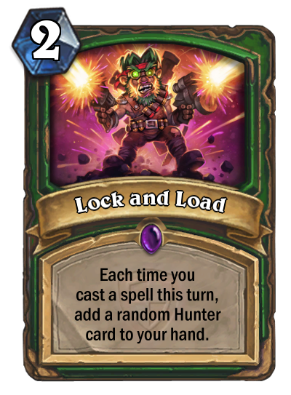 2
Lock and Load
Each time you
cast a spell this turn,
add a random Hunter
card to your hand.